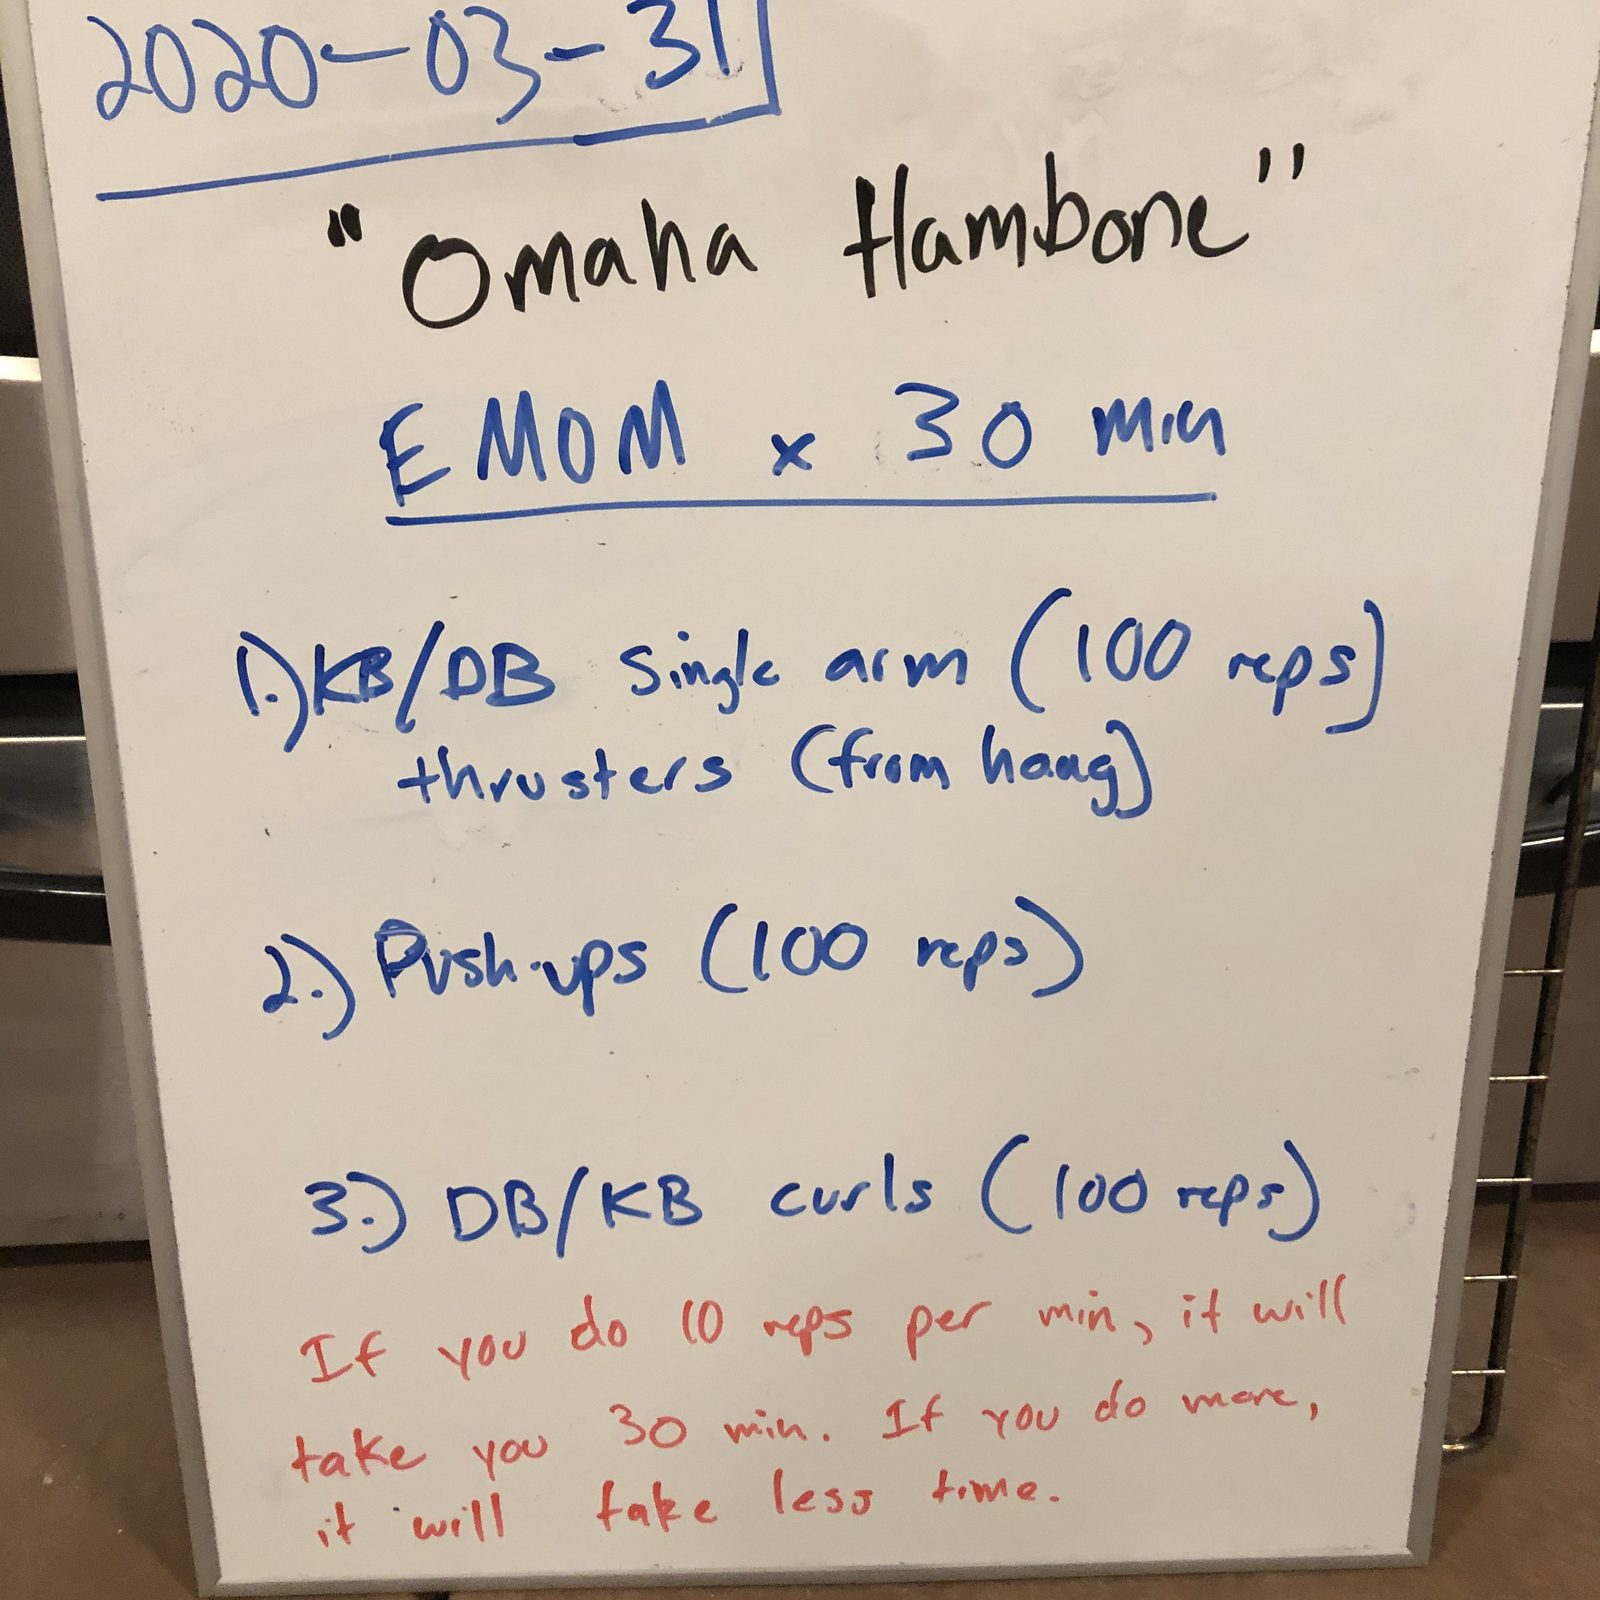 2020-03-31
"Omaha Hambone"
EMOM x 30 min
1.) KB/DB single arm (100 reps)
thrusters (from hang)
2.) Push-ups (100 reps)
3.) DB/KB curls (100 reps)
If you do 10 reps per min, it will
take you 30 min. If you do more,
it will take less time.